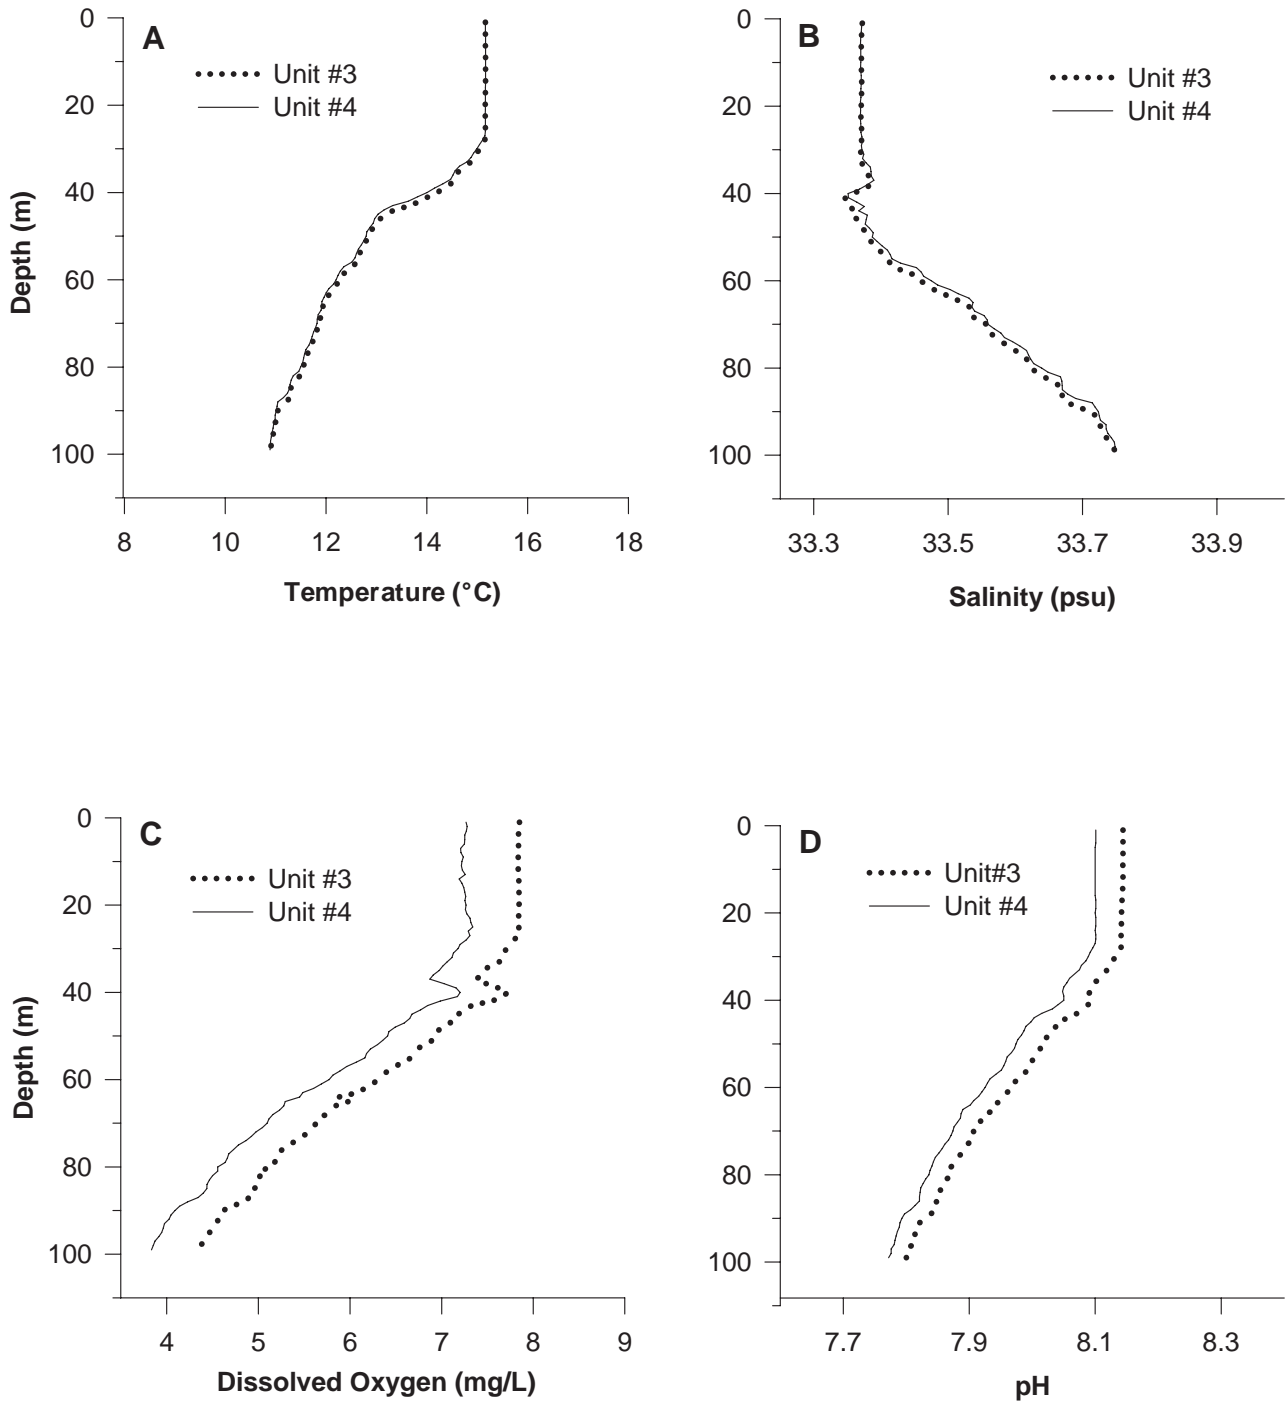 A
Unit #3
Unit #4
0
20
40
60
80
100
Depth (m)
8 10 12 14 16 18
Temperature (°C)
B
Unit #3
Unit #4
0
20
40
60
80
100
33.3 33.5 33.7 33.9
Salinity (psu)
C
Unit #3
Unit #4
0
20
40
60
80
100
Depth (m)
4 5 6 7 8 9
Dissolved Oxygen (mg/L)
D
Unit#3
Unit #4
0
20
40
60
80
100
7.7 7.9 8.1 8.3
pH